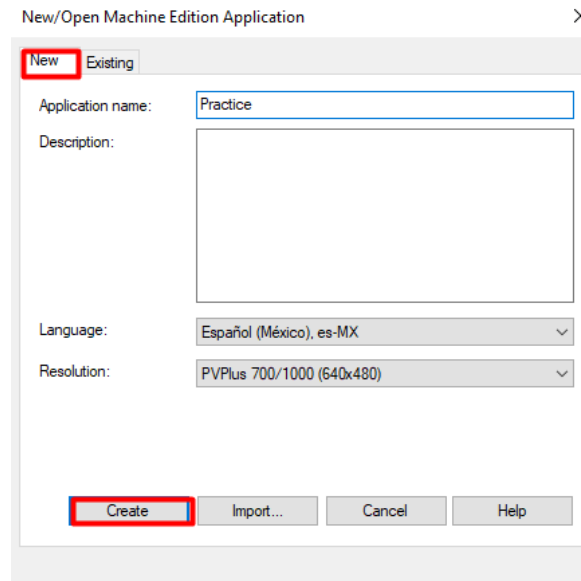 New/Open Machine Edition Application
New Existing
Application name: Practice
Description:
Language: Español (México), es-MX
Resolution: PVPlus 700/1000 (640x480)
Create Import... Cancel Help